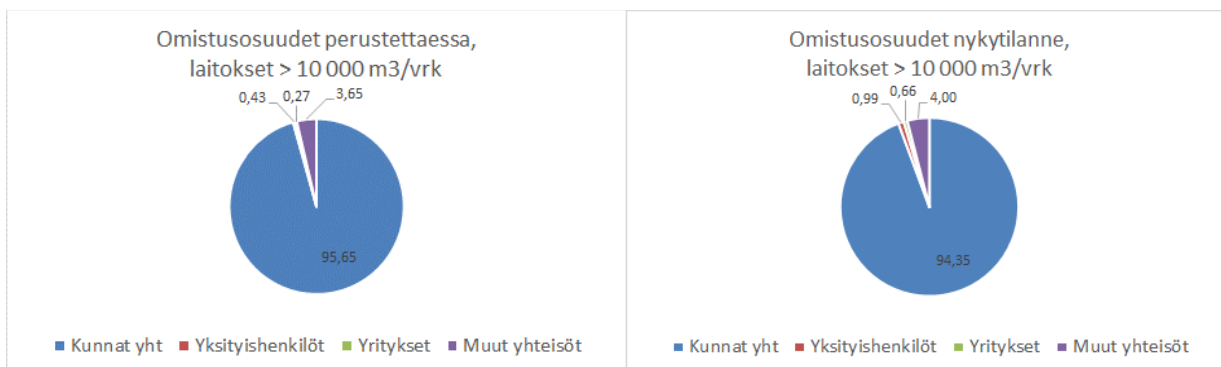 Omistusosuudet perustettaessa,
laitokset > 10 000 m3/vrk
0,43
0,27
3,65
95,65
Kunnat yht
Yksityishenkilöt
Yritykset
Muut yhteisöt
Omistusosuudet nykytilanne,
laitokset > 10 000 m3/vrk
0,99
0,66
4,00
94,35
Kunnat yht
Yksityishenkilöt
Yritykset
Muut yhteisöt